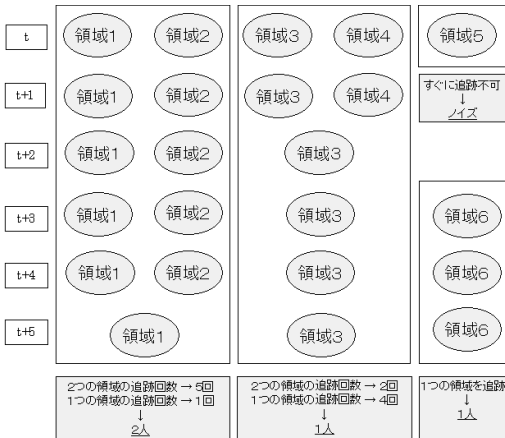 t
領域1
領域2
領域3
領域4
領域5
t+1
領域1
領域2
領域3
領域4
すぐに追跡不可
↓
ノイズ
t+2
領域1
領域2
領域3
t+3
領域1
領域2
領域3
領域6
t+4
領域1
領域2
領域3
領域6
t+5
領域1
領域3
領域6
2つの領域の追跡回数→5回
1つの領域の追跡回数→1回
↓
2人
2つの領域の追跡回数→2回
1つの領域の追跡回数→4回
↓
1人
1つの領域を追跡
↓
1人